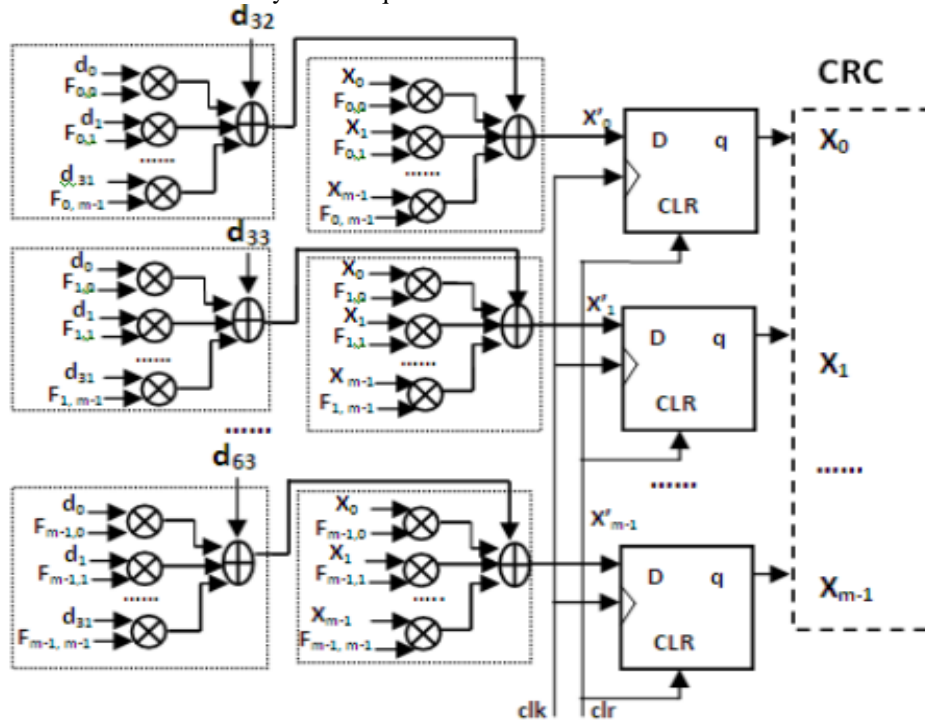 d32
d0
F0,0
d1
F0,1
......
d31
F0, m-1
X0
F0,0
X1
F0,1
......
Xm-1
F0, m-1
X'0
D q
CLR
CRC
X0
d33
d0
F1,0
d1
F1,1
......
d31
F1, m-1
X0
F1,0
X1
F1,1
......
Xm-1
F1, m-1
X'1
D q
CLR
X1
......
d63
d0
Fm-1,0
d1
Fm-1,1
......
d31
Fm-1, m-1
X0
Fm-1,0
X1
Fm-1,1
.....
Xm-1
Fm-1, m-1
......
X'm-1
D q
CLR
......
Xm-1
clk clr